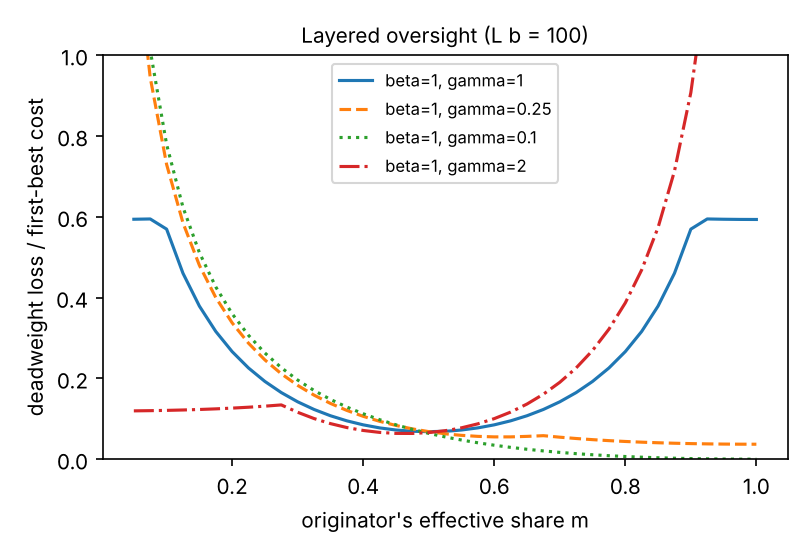 Layered oversight (L b = 100)
beta=1, gamma=1
beta=1, gamma=0.25
beta=1, gamma=0.1
beta=1, gamma=2
deadweight loss / first-best cost
1.0
0.8
0.6
0.4
0.2
0.0
0.2 0.4 0.6 0.8 1.0
originator's effective share m